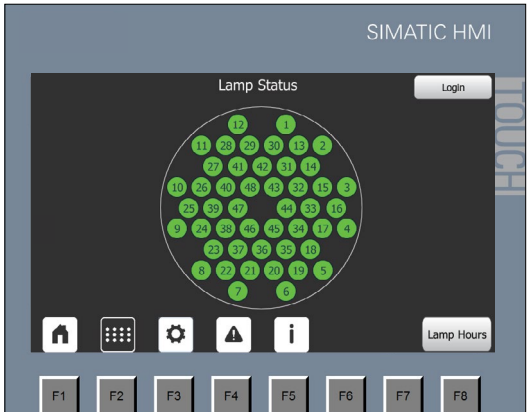 SIMATIC HMI
TOUCH
Lamp Status
Login
12 1
11 28 29 30 13 2
27 41 42 31 14
10 26 40 48 43 32 15 3
25 39 47 44 33 16
9 24 38 46 45 34 17 4
23 37 36 35 18
8 22 21 20 19 5
7 6
i
Lamp Hours
F1 F2 F3 F4 F5 F6 F7 F8